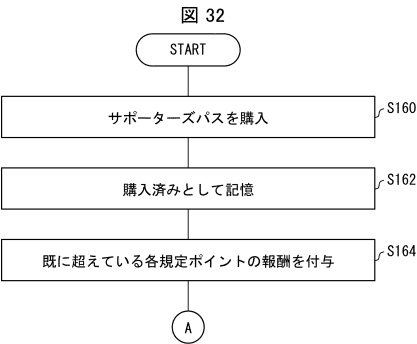 図 32
START
サポーターズパスを購入
S160
購入済みとして記憶
S162
既に超えている各規定ポイントの報酬を付与
S164
A